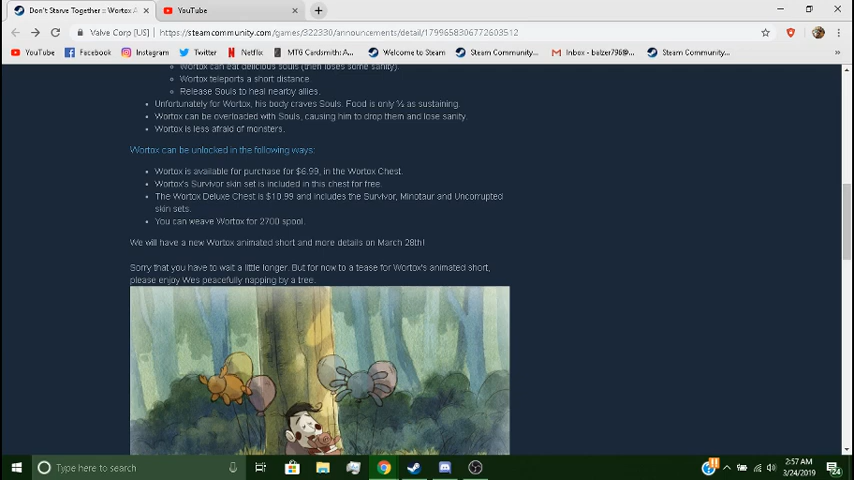 Don't Starve Together :: Wortox A
YouTube
Valve Corp [US] https://steamcommunity.com/games/322330/announcements/detail/1799658306772603512
YouTube Facebook Instagram Twitter Netflix MTG Cardsmith: A... Welcome to Steam Steam Community... Inbox - balzer796@... Steam Community... »
Wortox can eat delicious souls (then loses some sanity).
Wortox teleports a short distance
Release Souls to heal nearby allies.
Unfortunately for Wortox, his body craves Souls. Food is only ½ as sustaining.
Wortox can be overloaded with Souls, causing him to drop them and lose sanity.
Wortox is less afraid of monsters.
Wortox can be unlocked in the following ways:
Wortox is available for purchase for $6.99, in the Wortox Chest.
Wortox's Survivor skin set is included in this chest for free.
The Wortox Deluxe Chest is $10.99 and includes the Survivor, Minotaur and Uncorrupted
skin sets.
You can weave Wortox for 2700 spool.
We will have a new Wortox animated short and more details on March 28th!
Sorry that you have to wait a little longer. But for now to a tease for Wortox's animated short,
please enjoy Wes peacefully napping by a tree.
Type here to search
2:57 AM
3/24/2019
24